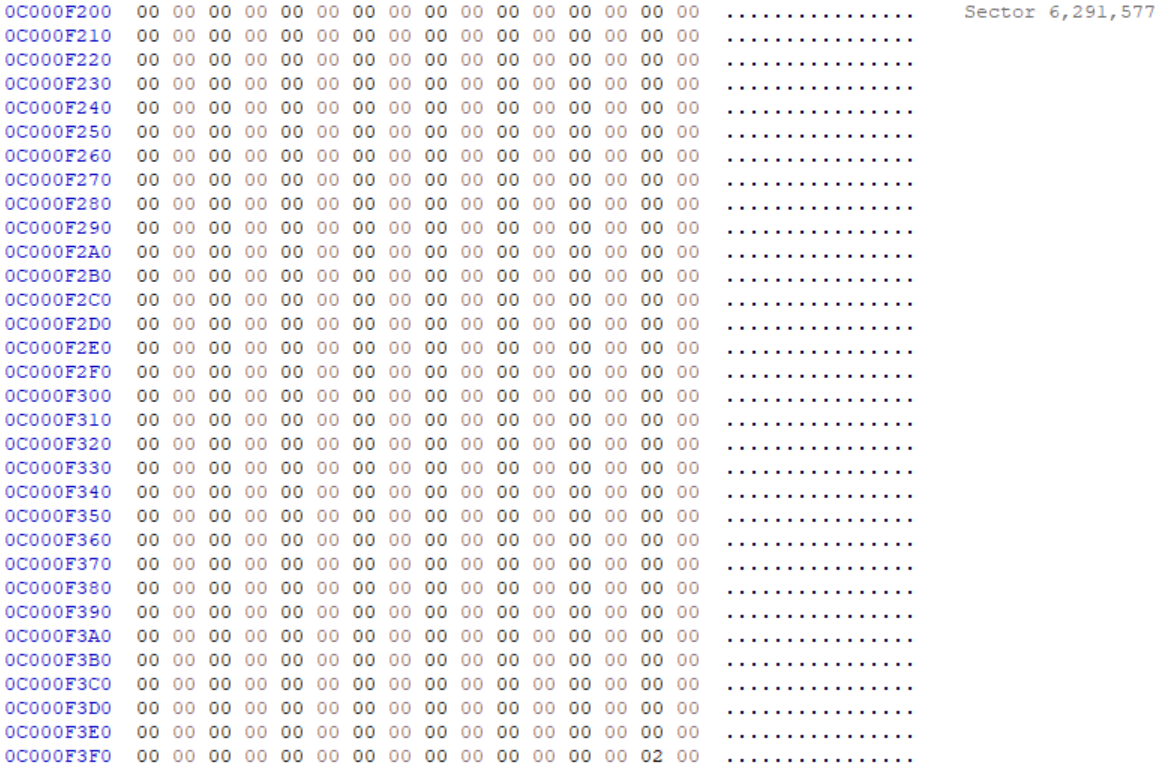 0C000F200 00 00 00 00 00 00 00 00 00 00 00 00 00 00 00 00 ................ Sector 6,291,577
0C000F210 00 00 00 00 00 00 00 00 00 00 00 00 00 00 00 00 ................
0C000F220 00 00 00 00 00 00 00 00 00 00 00 00 00 00 00 00 ................
0C000F230 00 00 00 00 00 00 00 00 00 00 00 00 00 00 00 00 ................
0C000F240 00 00 00 00 00 00 00 00 00 00 00 00 00 00 00 00 ................
0C000F250 00 00 00 00 00 00 00 00 00 00 00 00 00 00 00 00 ................
0C000F260 00 00 00 00 00 00 00 00 00 00 00 00 00 00 00 00 ................
0C000F270 00 00 00 00 00 00 00 00 00 00 00 00 00 00 00 00 ................
0C000F280 00 00 00 00 00 00 00 00 00 00 00 00 00 00 00 00 ................
0C000F290 00 00 00 00 00 00 00 00 00 00 00 00 00 00 00 00 ................
0C000F2A0 00 00 00 00 00 00 00 00 00 00 00 00 00 00 00 00 ................
0C000F2B0 00 00 00 00 00 00 00 00 00 00 00 00 00 00 00 00 ................
0C000F2C0 00 00 00 00 00 00 00 00 00 00 00 00 00 00 00 00 ................
0C000F2D0 00 00 00 00 00 00 00 00 00 00 00 00 00 00 00 00 ................
0C000F2E0 00 00 00 00 00 00 00 00 00 00 00 00 00 00 00 00 ................
0C000F2F0 00 00 00 00 00 00 00 00 00 00 00 00 00 00 00 00 ................
0C000F300 00 00 00 00 00 00 00 00 00 00 00 00 00 00 00 00 ................
0C000F310 00 00 00 00 00 00 00 00 00 00 00 00 00 00 00 00 ................
0C000F320 00 00 00 00 00 00 00 00 00 00 00 00 00 00 00 00 ................
0C000F330 00 00 00 00 00 00 00 00 00 00 00 00 00 00 00 00 ................
0C000F340 00 00 00 00 00 00 00 00 00 00 00 00 00 00 00 00 ................
0C000F350 00 00 00 00 00 00 00 00 00 00 00 00 00 00 00 00 ................
0C000F360 00 00 00 00 00 00 00 00 00 00 00 00 00 00 00 00 ................
0C000F370 00 00 00 00 00 00 00 00 00 00 00 00 00 00 00 00 ................
0C000F380 00 00 00 00 00 00 00 00 00 00 00 00 00 00 00 00 ................
0C000F390 00 00 00 00 00 00 00 00 00 00 00 00 00 00 00 00 ................
0C000F3A0 00 00 00 00 00 00 00 00 00 00 00 00 00 00 00 00 ................
0C000F3B0 00 00 00 00 00 00 00 00 00 00 00 00 00 00 00 00 ................
0C000F3C0 00 00 00 00 00 00 00 00 00 00 00 00 00 00 00 00 ................
0C000F3D0 00 00 00 00 00 00 00 00 00 00 00 00 00 00 00 00 ................
0C000F3E0 00 00 00 00 00 00 00 00 00 00 00 00 00 00 00 00 ................
0C000F3F0 00 00 00 00 00 00 00 00 00 00 00 00 00 00 02 00 ................